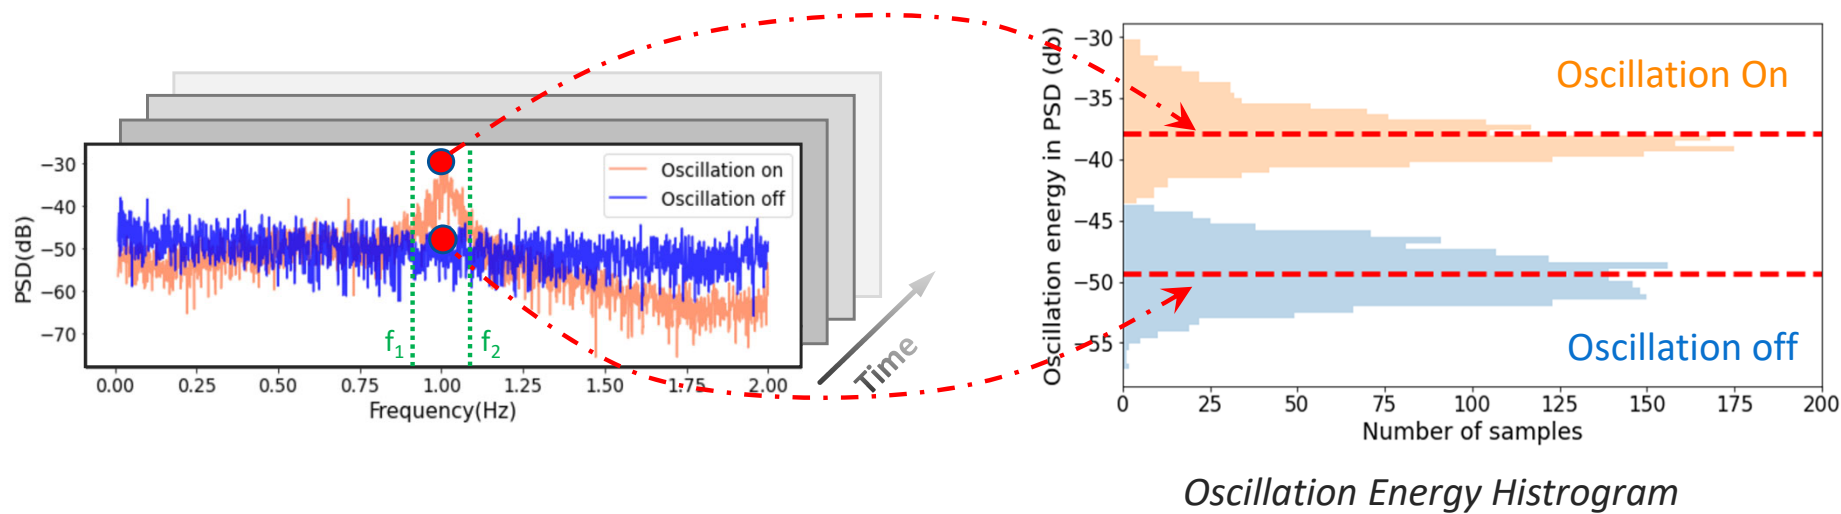 −30
−40
−50
−60
−70
PSD(dB)
Oscillation on
Oscillation off
f1
f2
0.00 0.25 0.50 0.75 1.00 1.25 1.50 1.75 2.00
Frequency(Hz)
Time
Oscillation energy in PSD (db)
−30
−35
−40
−45
−50
−55
Oscillation On
Oscillation off
0 25 50 75 100 125 150 175 200
Number of samples
Oscillation Energy Histrogram